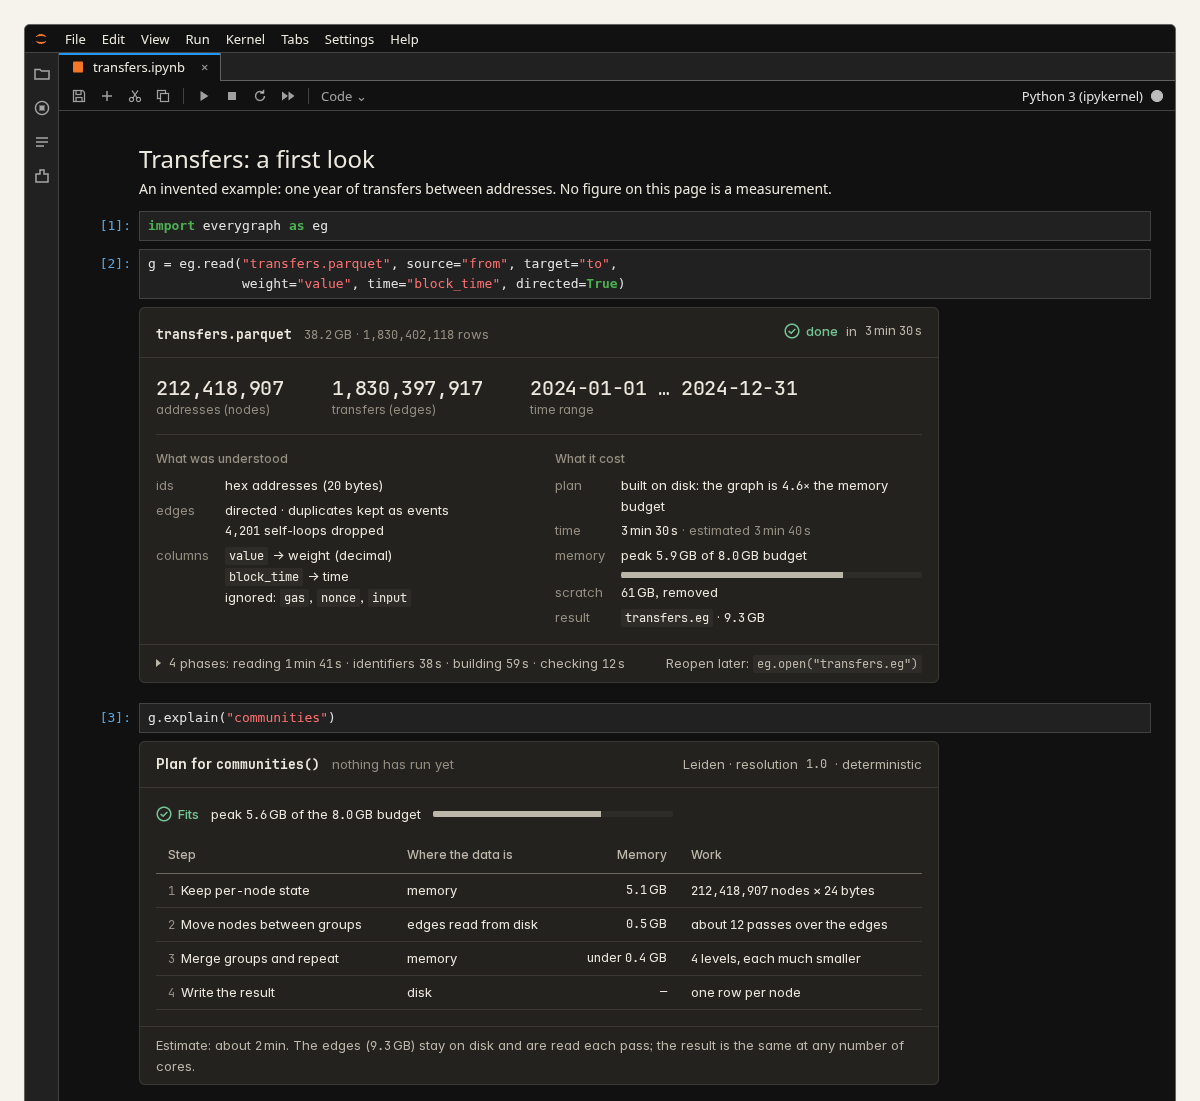 File Edit View Run Kernel Tabs Settings Help
transfers.ipynb ×
Code
Python 3 (ipykernel)
Transfers: a first look
An invented example: one year of transfers between addresses. No figure on this page is a measurement.
[1]: import everygraph as eg
[2]: g = eg.read("transfers.parquet", source="from", target="to",
weight="value", time="block_time", directed=True)
transfers.parquet 38.2 GB · 1,830,402,118 rows done in 3 min 30 s
212,418,907 1,830,397,917 2024-01-01 … 2024-12-31
addresses (nodes) transfers (edges) time range
What was understood
ids hex addresses (20 bytes)
edges directed · duplicates kept as events
4,201 self-loops dropped
columns value → weight (decimal)
block_time → time
ignored: gas, nonce, input
What it cost
plan built on disk: the graph is 4.6× the memory
budget
time 3 min 30 s · estimated 3 min 40 s
memory peak 5.9 GB of 8.0 GB budget
scratch 61 GB, removed
result transfers.eg · 9.3 GB
4 phases: reading 1 min 41 s · identifiers 38 s · building 59 s · checking 12 s Reopen later: eg.open("transfers.eg")
[3]: g.explain("communities")
Plan for communities() nothing has run yet Leiden · resolution 1.0 · deterministic
Fits peak 5.6 GB of the 8.0 GB budget
Step Where the data is Memory Work
1 Keep per-node state memory 5.1 GB 212,418,907 nodes × 24 bytes
2 Move nodes between groups edges read from disk 0.5 GB about 12 passes over the edges
3 Merge groups and repeat memory under 0.4 GB 4 levels, each much smaller
4 Write the result disk — one row per node
Estimate: about 2 min. The edges (9.3 GB) stay on disk and are read each pass; the result is the same at any number of
cores.